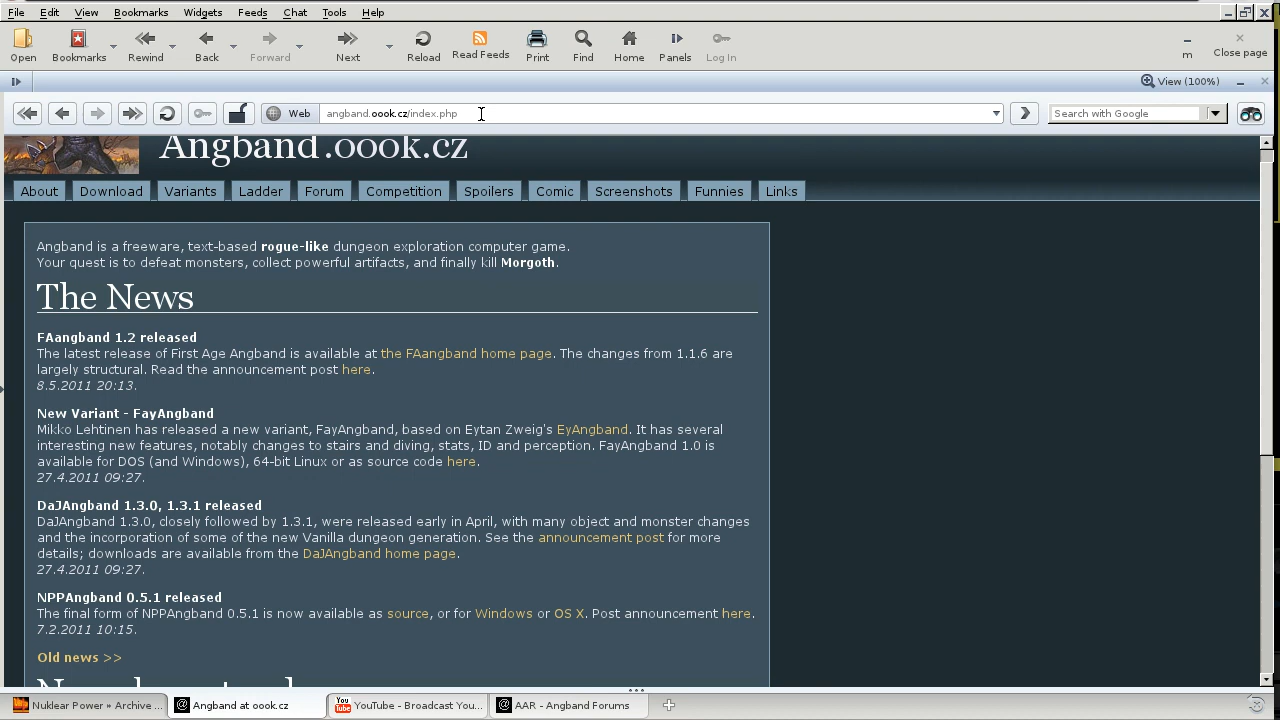 File Edit View Bookmarks Widgets Feeds Chat Tools Help
Open Bookmarks Rewind Back Forward Next Reload Read Feeds Print Find Home Panels Log In m Close page
View (100%)
Web angband.oook.cz/index.php Search with Google
Angband.oook.cz
About Download Variants Ladder Forum Competition Spoilers Comic Screenshots Funnies Links
Angband is a freeware, text-based rogue-like dungeon exploration computer game.
Your quest is to defeat monsters, collect powerful artifacts, and finally kill Morgoth.
The News
FAangband 1.2 released
The latest release of First Age Angband is available at the FAangband home page. The changes from 1.1.6 are
largely structural. Read the announcement post here.
8.5.2011 20:13.
New Variant - FayAngband
Mikko Lehtinen has released a new variant, FayAngband, based on Eytan Zweig's EyAngband. It has several
interesting new features, notably changes to stairs and diving, stats, ID and perception. FayAngband 1.0 is
available for DOS (and Windows), 64-bit Linux or as source code here.
27.4.2011 09:27.
DaJAngband 1.3.0, 1.3.1 released
DaJAngband 1.3.0, closely followed by 1.3.1, were released early in April, with many object and monster changes
and the incorporation of some of the new Vanilla dungeon generation. See the announcement post for more
details; downloads are available from the DaJAngband home page.
27.4.2011 09:27.
NPPAngband 0.5.1 released
The final form of NPPAngband 0.5.1 is now available as source, or for Windows or OS X. Post announcement here.
7.2.2011 10:15.
Old news >>
Nuklear Power » Archive ... Angband at oook.cz YouTube - Broadcast You... AAR - Angband Forums